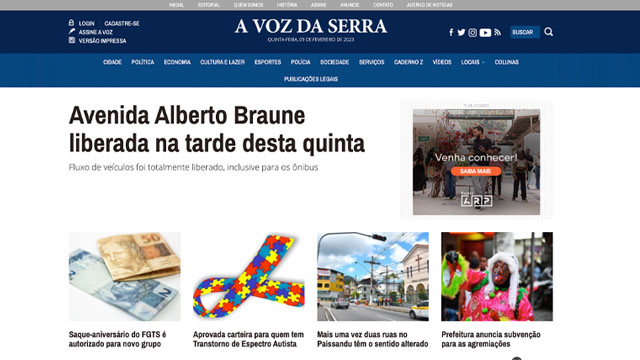 INICIAL EDITORIAL QUEM SOMOS HISTÓRIA ASSINE ANUNCIE CONTATO ACERVO DE NOTÍCIAS
LOGIN CADASTRE-SE
ASSINE A VOZ
VERSÃO IMPRESSA
A VOZ DA SERRA
QUINTA-FEIRA, 09 DE FEVEREIRO DE 2023
BUSCAR
CIDADE POLÍTICA ECONOMIA CULTURA E LAZER ESPORTES POLÍCIA SOCIEDADE SERVIÇOS CADERNO Z VÍDEOS LOCAIS COLUNAS
PUBLICAÇÕES LEGAIS
Avenida Alberto Braune
liberada na tarde desta quinta
Fluxo de veículos foi totalmente liberado, inclusive para os ônibus
PUBLICIDADE
Venha conhecer!
SAIBA MAIS
ARP
Saque-aniversário do FGTS é
autorizado para novo grupo
Aprovada carteira para quem tem
Transtorno de Espectro Autista
Mais uma vez duas ruas no
Paissandu têm o sentido alterado
Prefeitura anuncia subvenção
para as agremiações